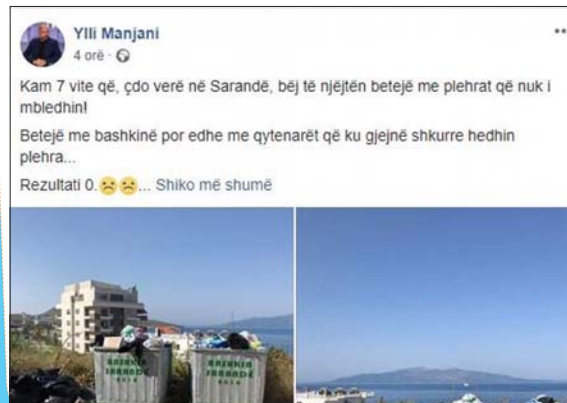 Ylli Manjani
4 orë ·
Kam 7 vite që, çdo verë në Sarandë, bëj të njëjtën betejë me plehrat që nuk i
mbledhin!
Betejë me bashkinë por edhe me qytenarët që ku gjejnë shkurre hedhin
plehra...
Rezultati 0.☹️☹️... Shiko më shumë
BASHKIA
SARANDË
BASHKIA
SARANDË